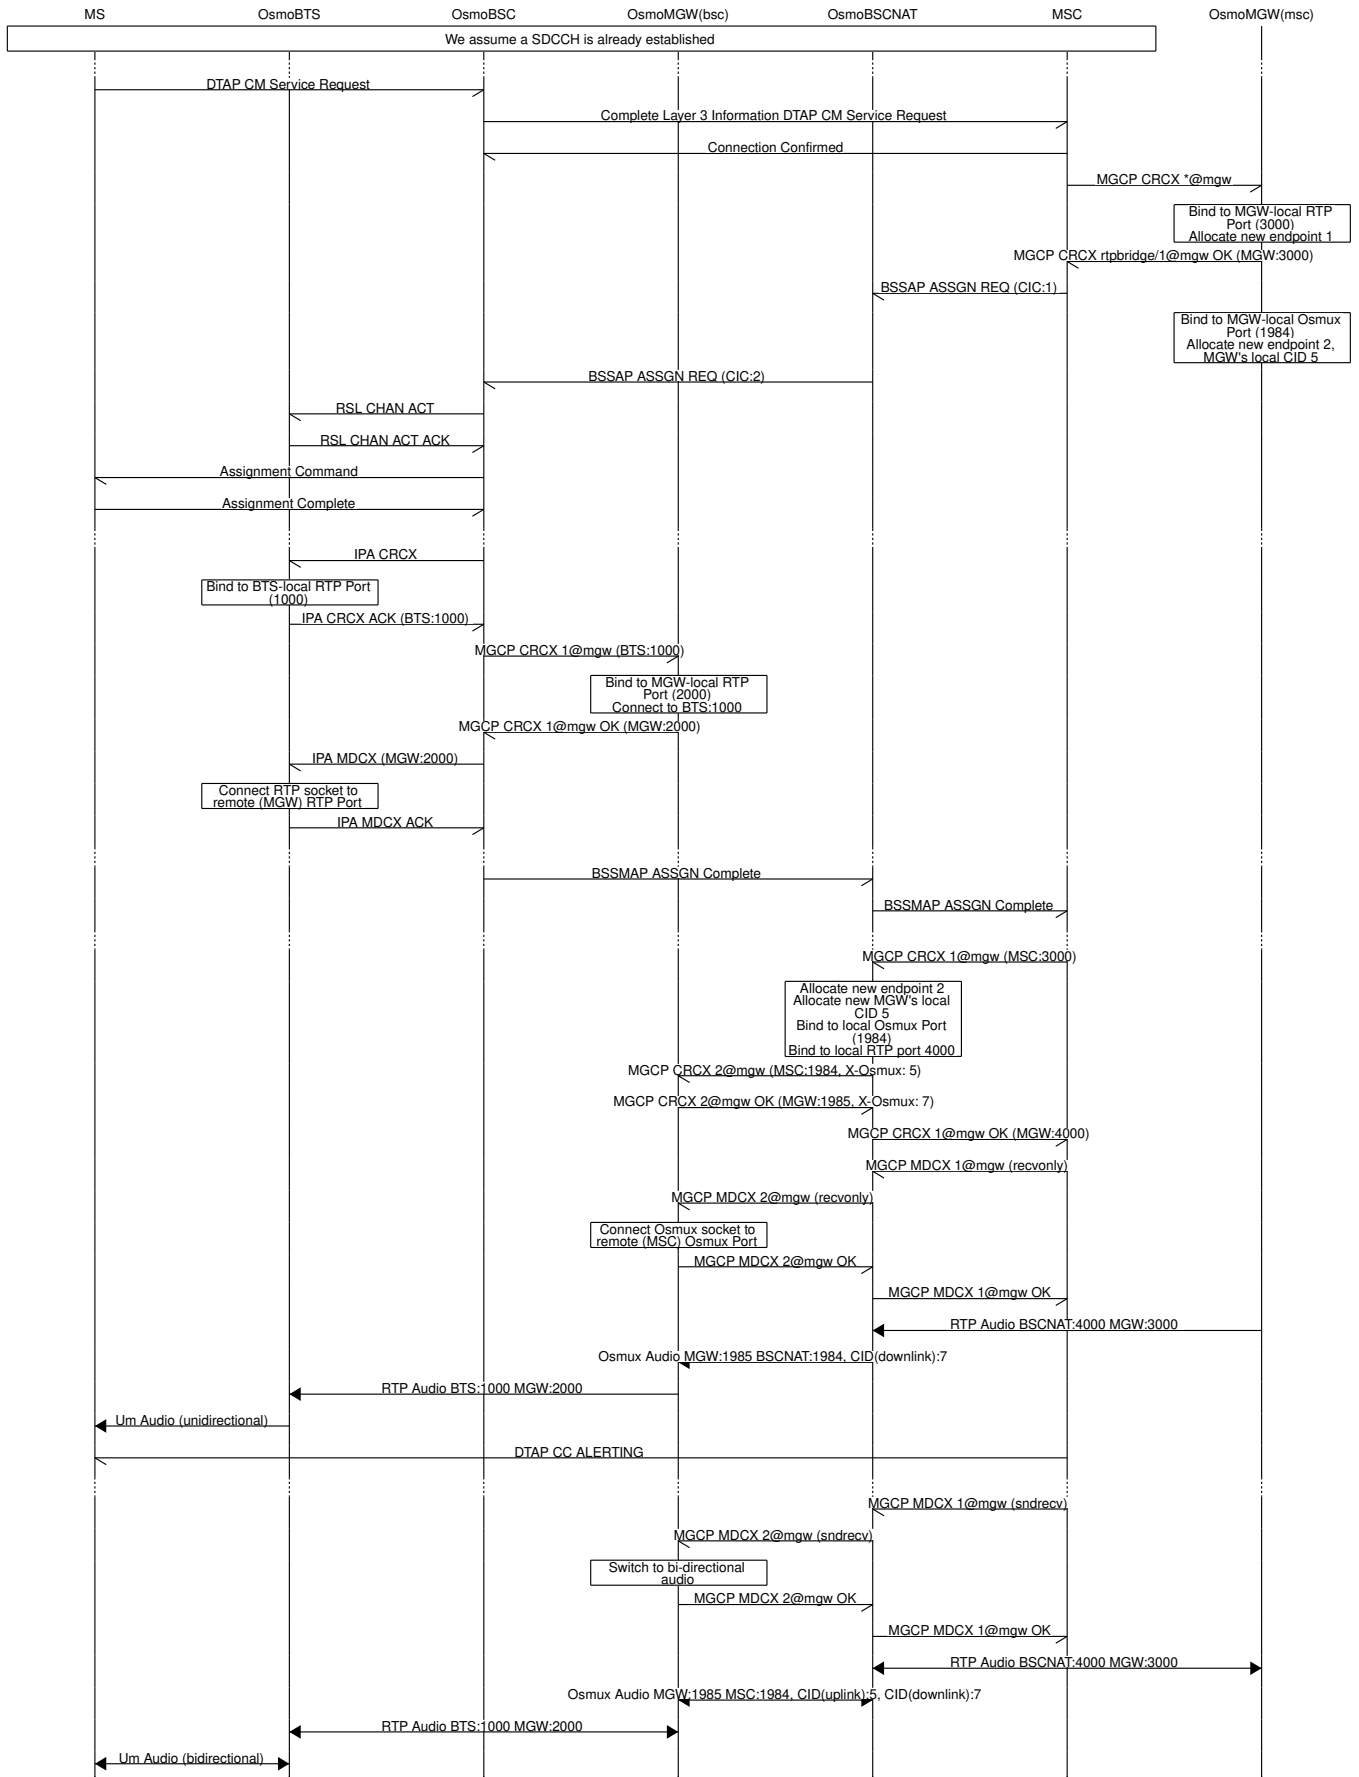 MS OsmoBTS OsmoBSC OsmoMGW(bsc) OsmoBSCNAT MSC OsmoMGW(msc)
We assume a SDCCH is already established
DTAP CM Service Request
Complete Layer 3 Information DTAP CM Service Request
Connection Confirmed
MGCP CRCX *@mgw
Bind to MGW-local RTP
Port (3000)
Allocate new endpoint 1
MGCP CRCX rtpbridge/1@mgw OK (MGW:3000)
BSSAP ASSGN REQ (CIC:1)
Bind to MGW-local Osmux
Port (1984)
Allocate new endpoint 2,
MGW's local CID 5
BSSAP ASSGN REQ (CIC:2)
RSL CHAN ACT
RSL CHAN ACT ACK
Assignment Command
Assignment Complete
IPA CRCX
Bind to BTS-local RTP Port
(1000)
IPA CRCX ACK (BTS:1000)
MGCP CRCX 1@mgw (BTS:1000)
Bind to MGW-local RTP
Port (2000)
Connect to BTS:1000
MGCP CRCX 1@mgw OK (MGW:2000)
IPA MDCX (MGW:2000)
Connect RTP socket to
remote (MGW) RTP Port
IPA MDCX ACK
BSSMAP ASSGN Complete
BSSMAP ASSGN Complete
MGCP CRCX 1@mgw (MSC:3000)
Allocate new endpoint 2
Allocate new MGW's local
CID 5
Bind to local Osmux Port
(1984)
Bind to local RTP port 4000
MGCP CRCX 2@mgw (MSC:1984, X-Osmux: 5)
MGCP CRCX 2@mgw OK (MGW:1985, X-Osmux: 7)
MGCP CRCX 1@mgw OK (MGW:4000)
MGCP MDCX 1@mgw (recvonly)
MGCP MDCX 2@mgw (recvonly)
Connect Osmux socket to
remote (MSC) Osmux Port
MGCP MDCX 2@mgw OK
MGCP MDCX 1@mgw OK
RTP Audio BSCNAT:4000 MGW:3000
Osmux Audio MGW:1985 BSCNAT:1984, CID(downlink):7
RTP Audio BTS:1000 MGW:2000
Um Audio (unidirectional)
DTAP CC ALERTING
MGCP MDCX 1@mgw (sndrecv)
MGCP MDCX 2@mgw (sndrecv)
Switch to bi-directional
audio
MGCP MDCX 2@mgw OK
MGCP MDCX 1@mgw OK
RTP Audio BSCNAT:4000 MGW:3000
Osmux Audio MGW:1985 MSC:1984, CID(uplink):5, CID(downlink):7
RTP Audio BTS:1000 MGW:2000
Um Audio (bidirectional)